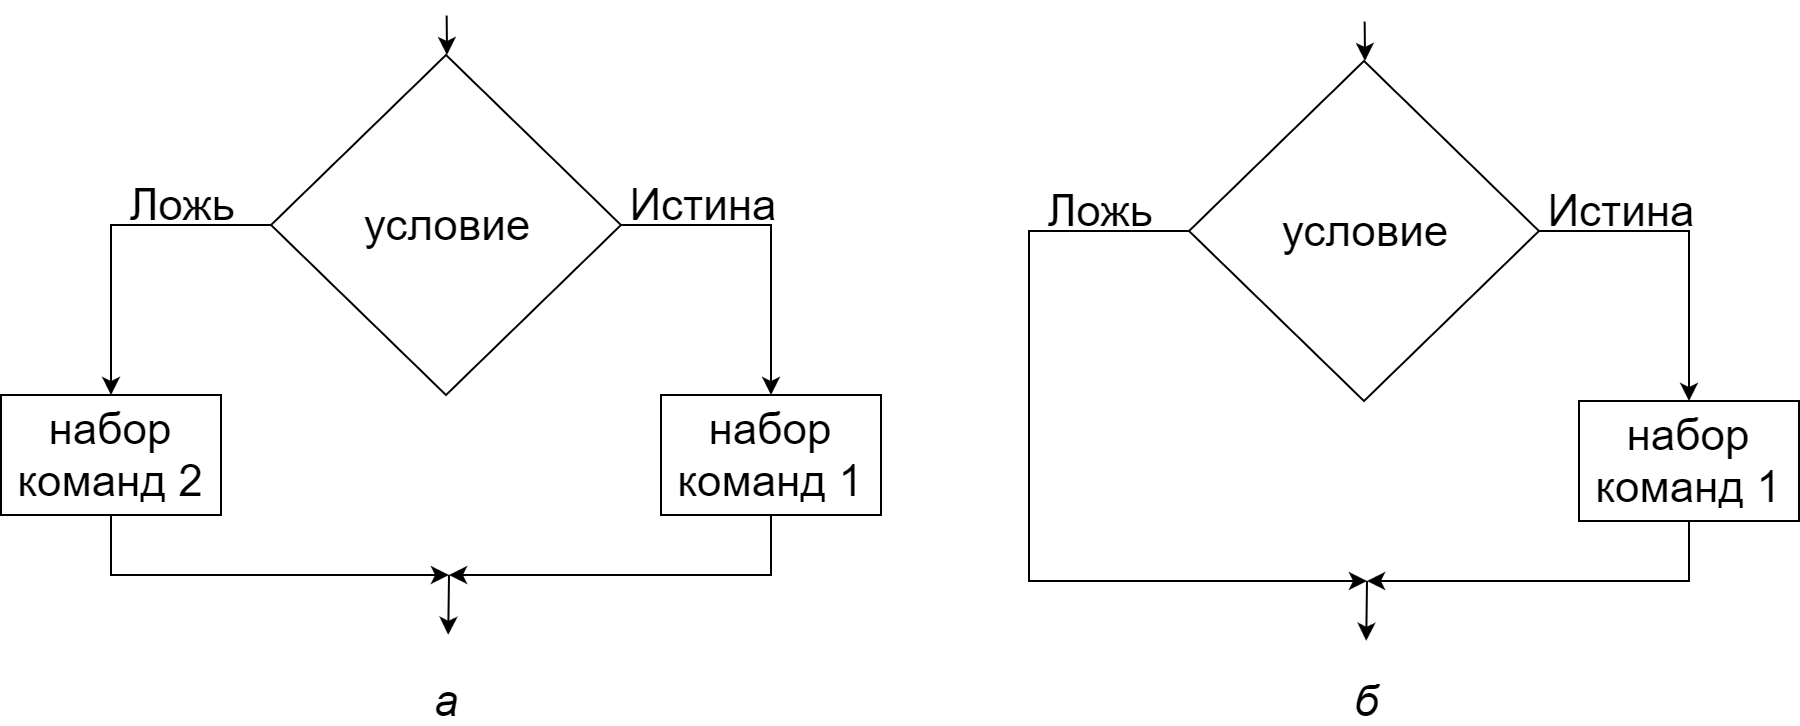 Ложь
Истина
условие
набор
команд 2
набор
команд 1
а
Ложь
Истина
условие
набор
команд 1
б